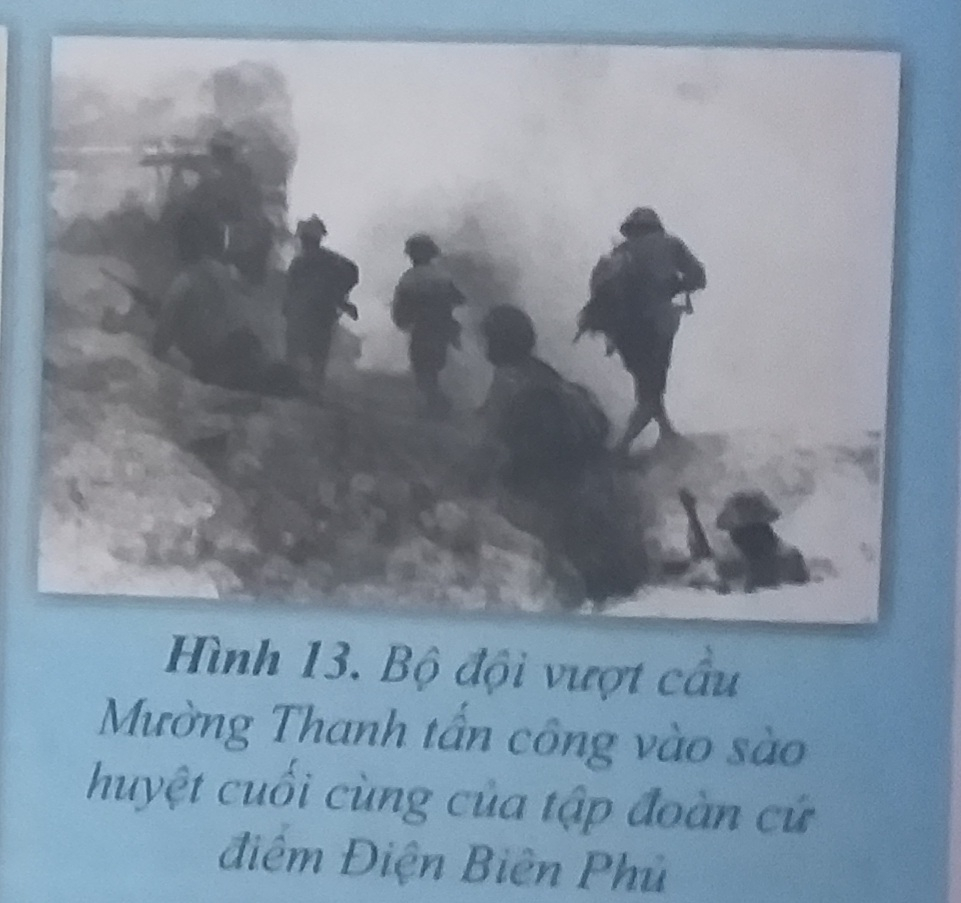 Hình 13. Bộ đội vượt cầu
Mường Thanh tấn công vào sào
huyệt cuối cùng của tập đoàn cứ
điểm Điện Biên Phủ